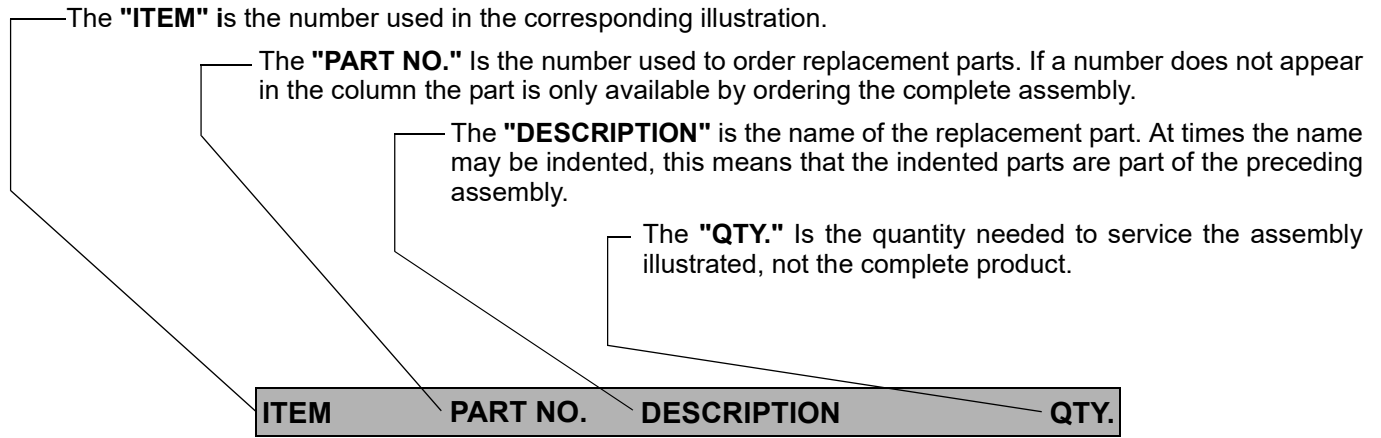 The "ITEM" is the number used in the corresponding illustration.
The "PART NO." Is the number used to order replacement parts. If a number does not appear
in the column the part is only available by ordering the complete assembly.
The "DESCRIPTION" is the name of the replacement part. At times the name
may be indented, this means that the indented parts are part of the preceding
assembly.
The "QTY." Is the quantity needed to service the assembly
illustrated, not the complete product.
ITEM PART NO. DESCRIPTION QTY.